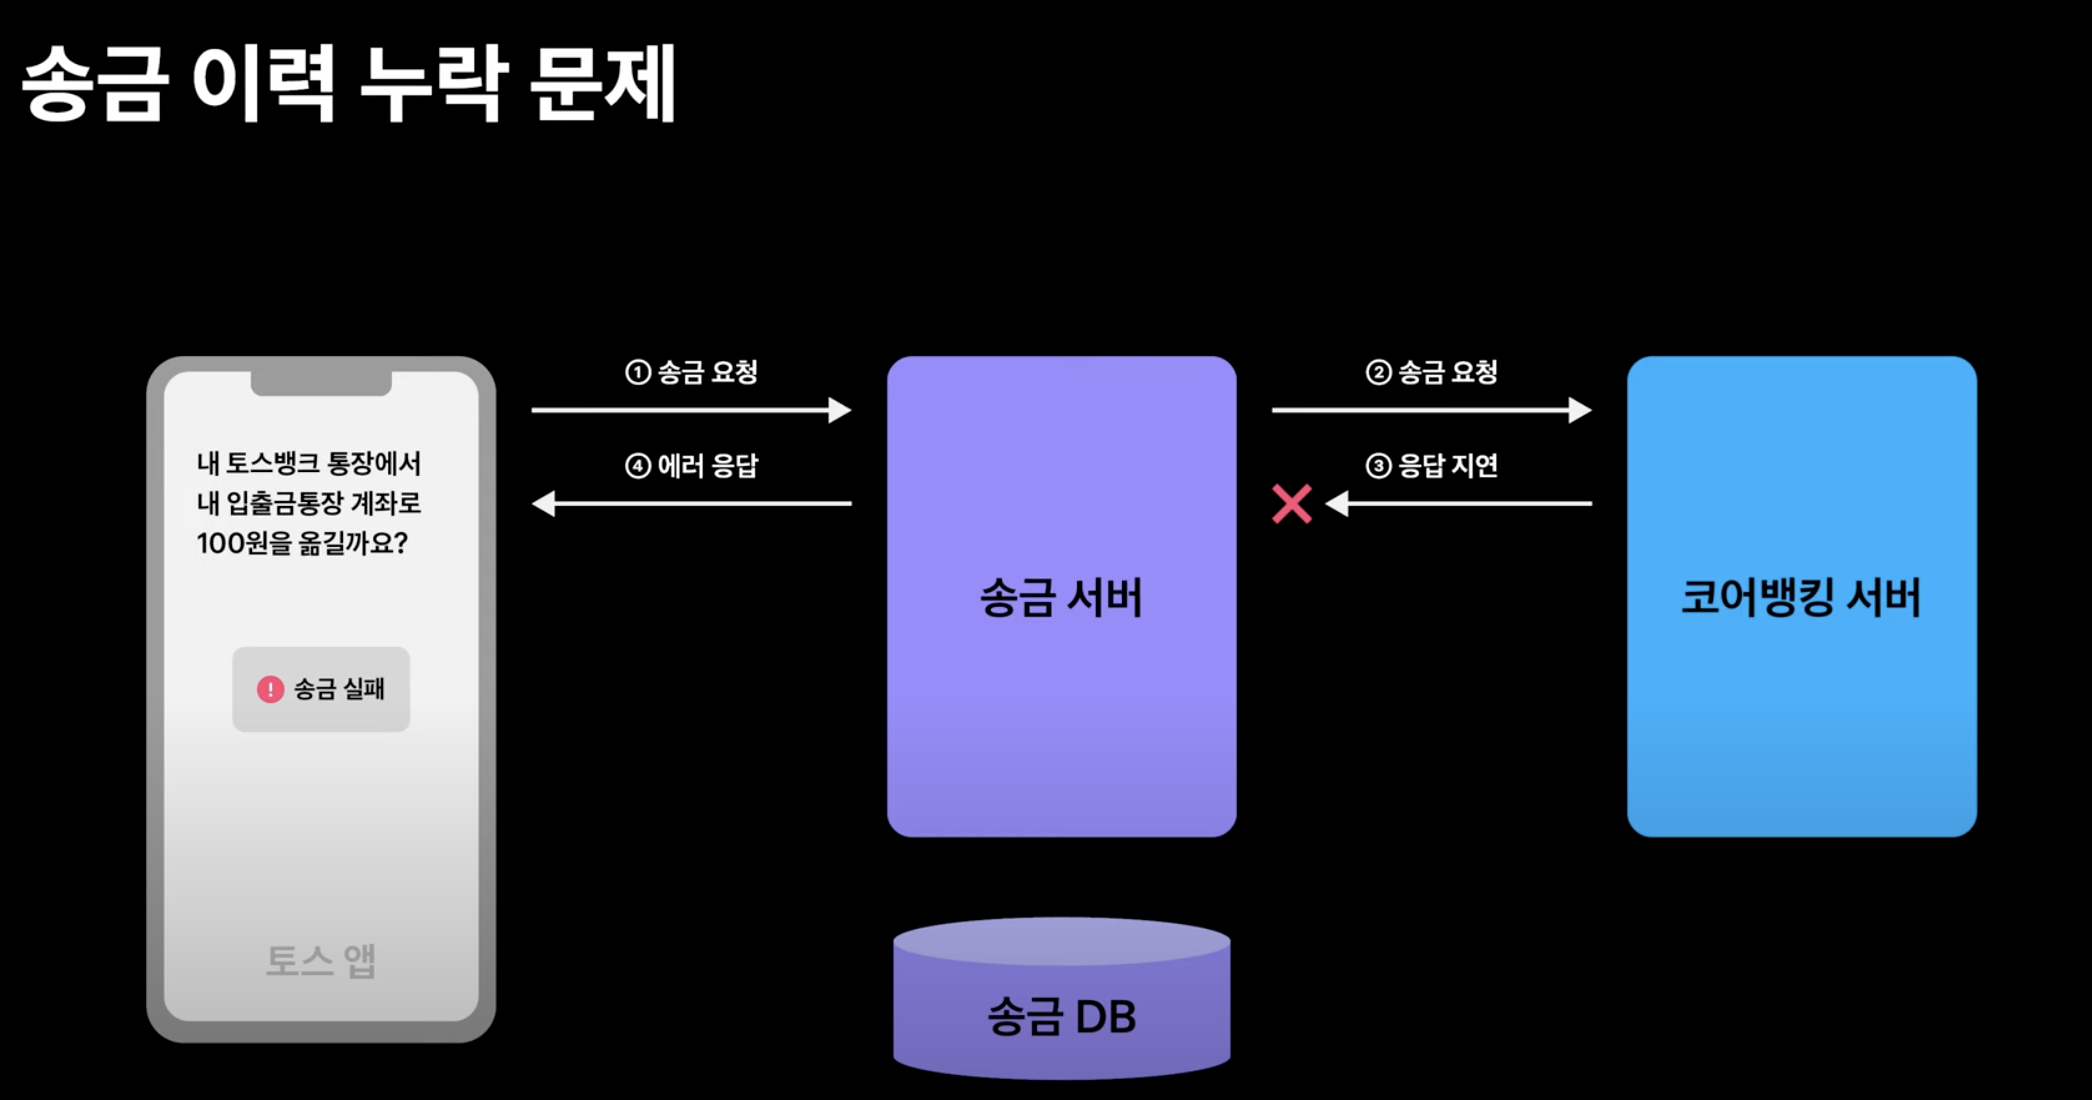 송금 이력 누락 문제
① 송금 요청
② 송금 요청
④ 에러 응답
③ 응답 지연
내 토스뱅크 통장에서
내 입출금통장 계좌로
100원을 옮길까요?
! 송금 실패
토스 앱
송금 서버
코어뱅킹 서버
송금 DB